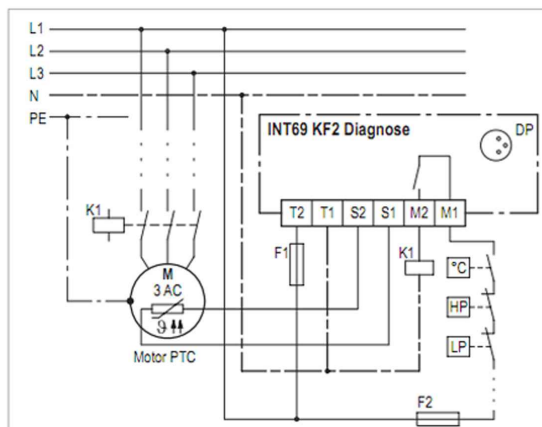 L1
L2
L3
N
PE
INT69 KF2 Diagnose
DP
T2 T1 S2 S1 M2 M1
K1
F1
K1
°C
HP
LP
M
3 AC
ϑ
Motor PTC
F2